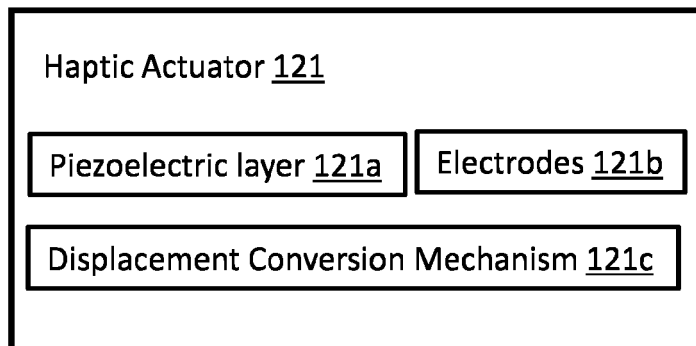 Haptic Actuator 121
Piezoelectric layer 121a
Electrodes 121b
Displacement Conversion Mechanism 121c